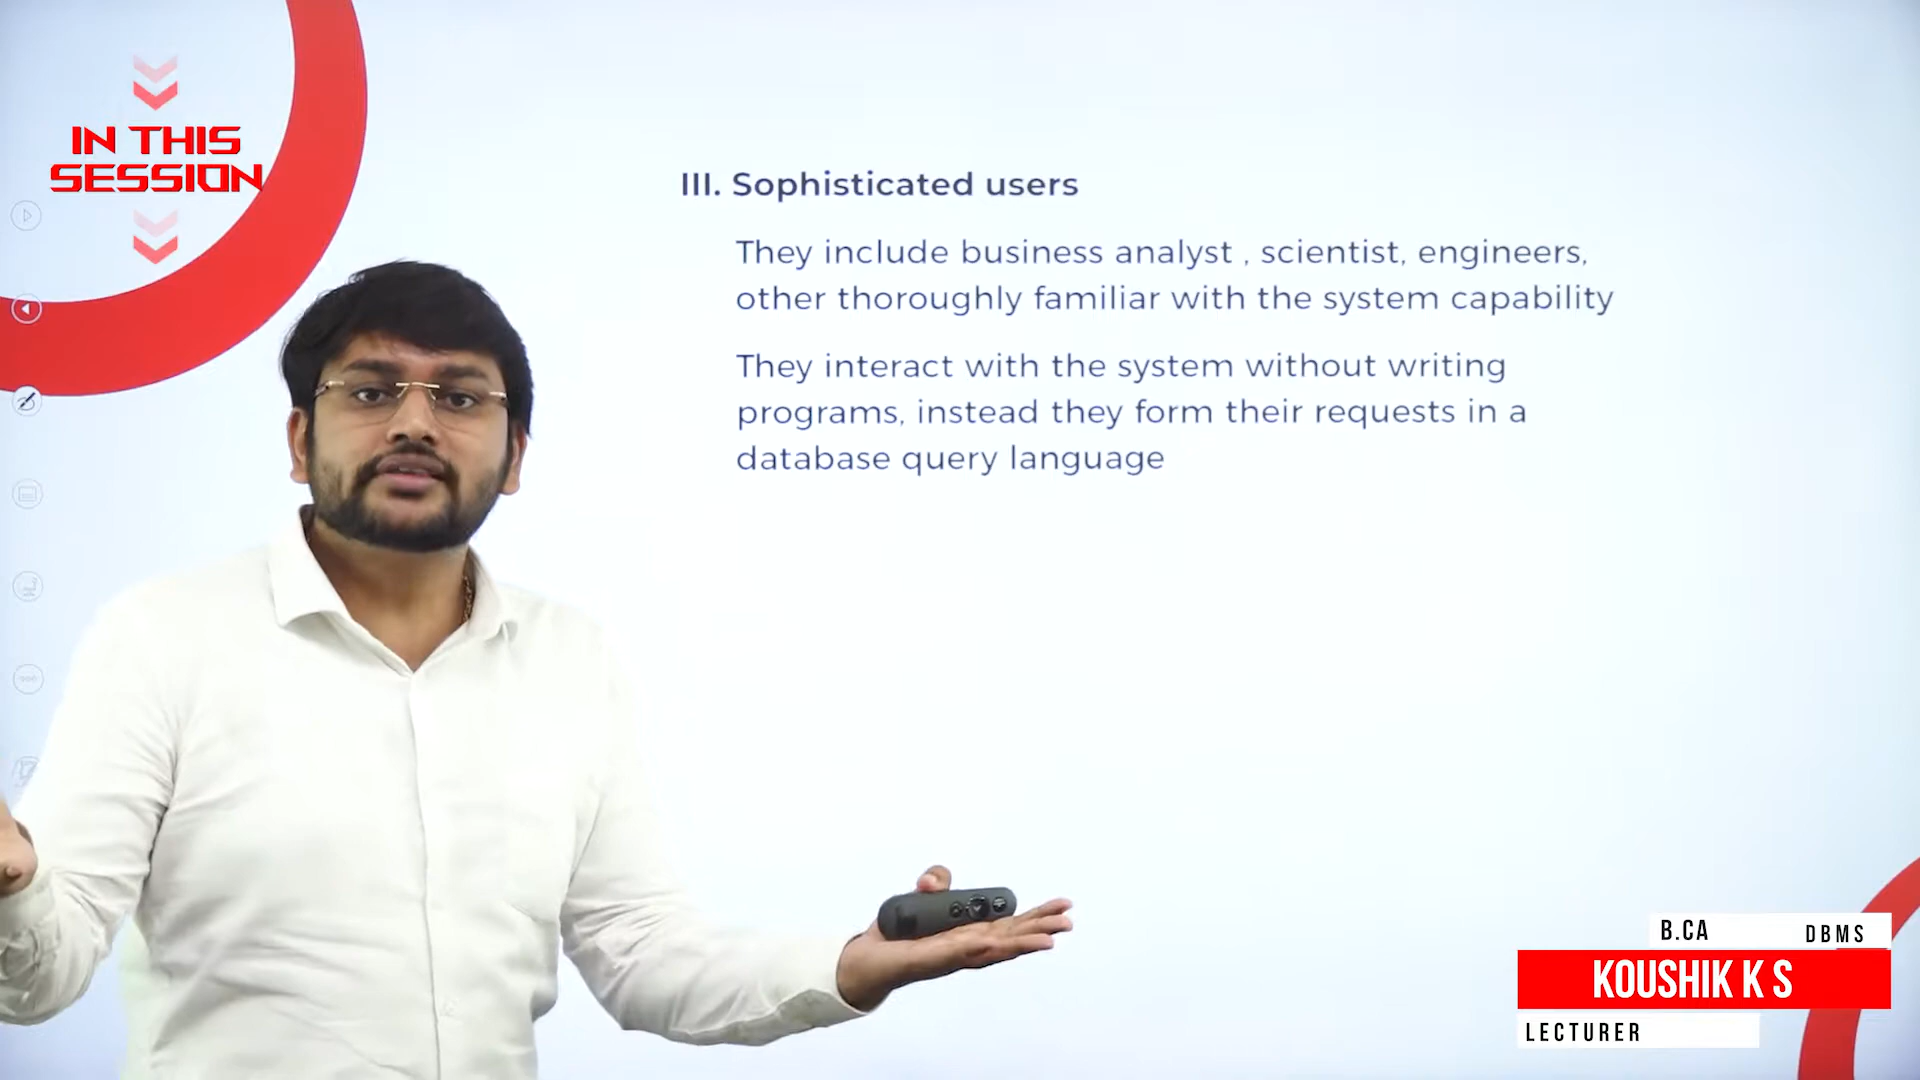 IN THIS
SESSION
III. Sophisticated users
They include business analyst , scientist, engineers,
other thoroughly familiar with the system capability
They interact with the system without writing
programs, instead they form their requests in a
database query language
B.CA DBMS
KOUSHIK K S
LECTURER